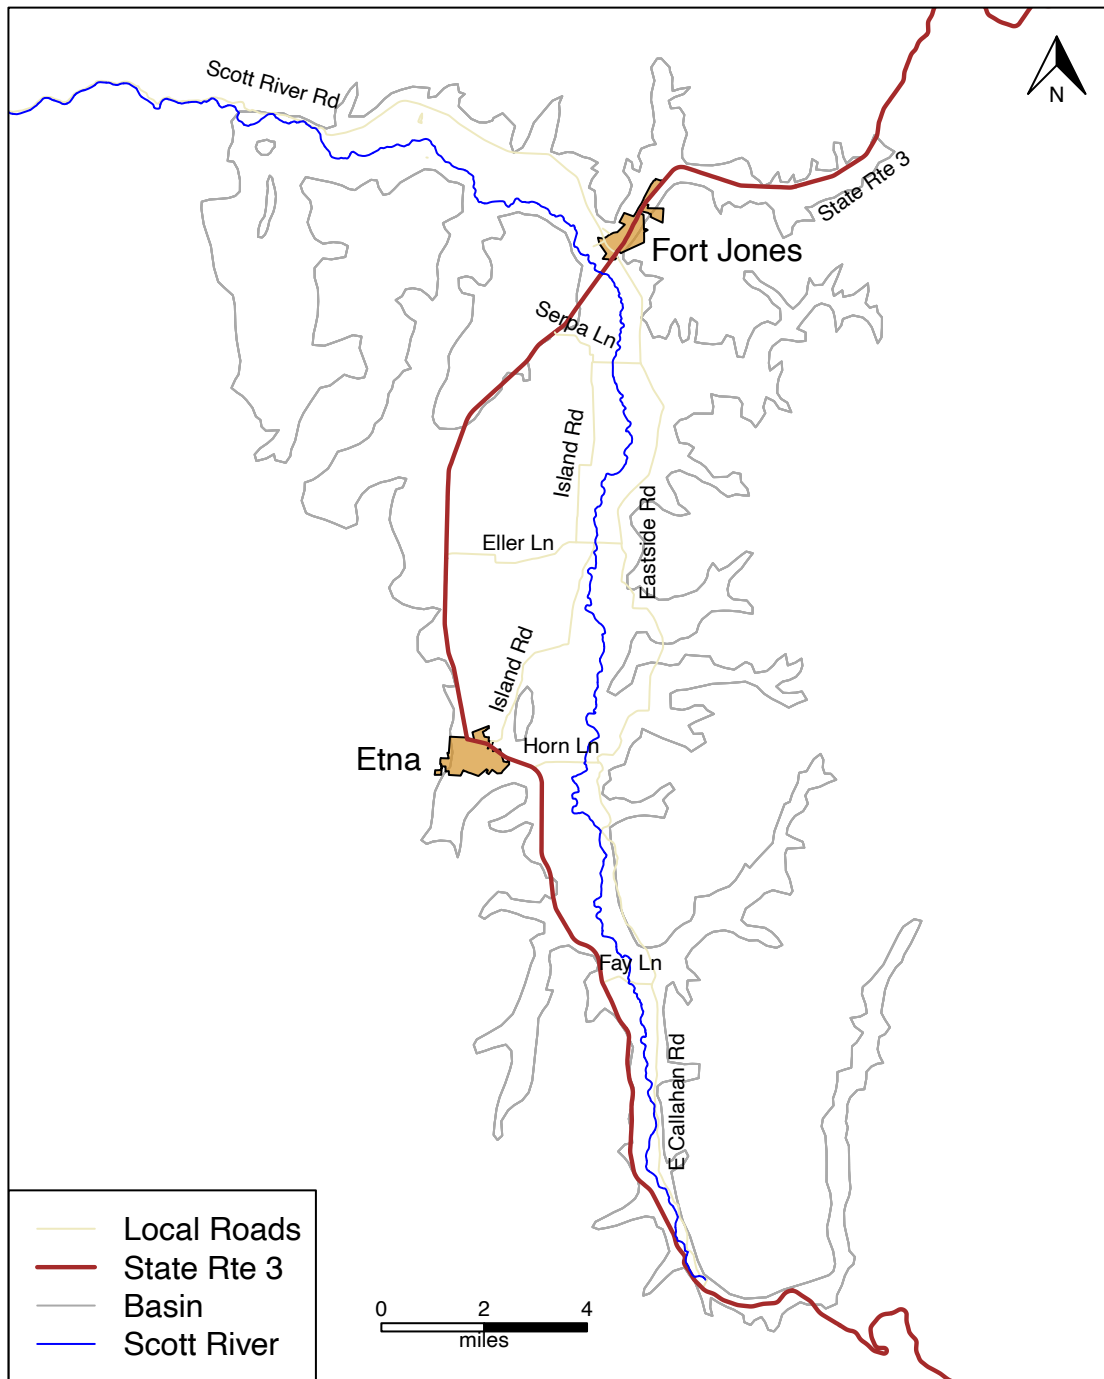 Scott River Rd
N
State Rte 3
Fort Jones
Serpa Ln
Island Rd
Eastside Rd
Eller Ln
Island Rd
Horn Ln
Etna
Fay Ln
E Callahan Rd
Local Roads
State Rte 3
Basin
Scott River
0 2 4
miles